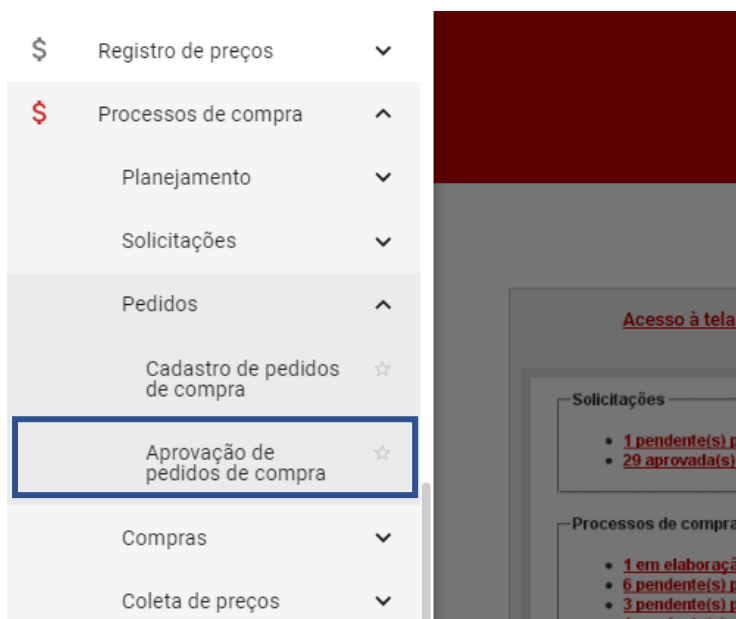 $ Registro de preços
$ Processos de compra
Planejamento
Solicitações
Pedidos
Cadastro de pedidos
de compra
Aprovação de
pedidos de compra
Compras
Coleta de preços
Acesso à tela
Solicitações
1 pendente(s)
29 aprovada(s)
Processos de compra
1 em
6 pendente(s)
3 pendente(s)